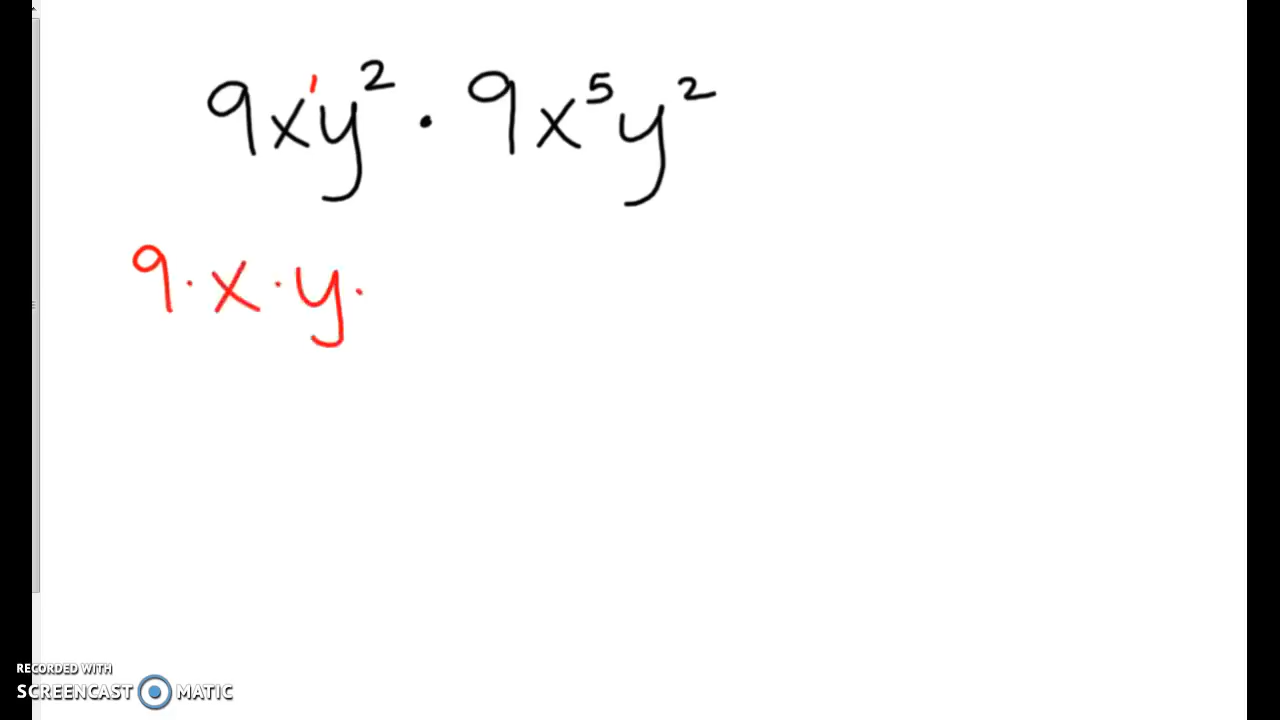 9x¹y² · 9x⁵y²
9 · x · y ·
RECORDED WITH
SCREENCAST MATIC